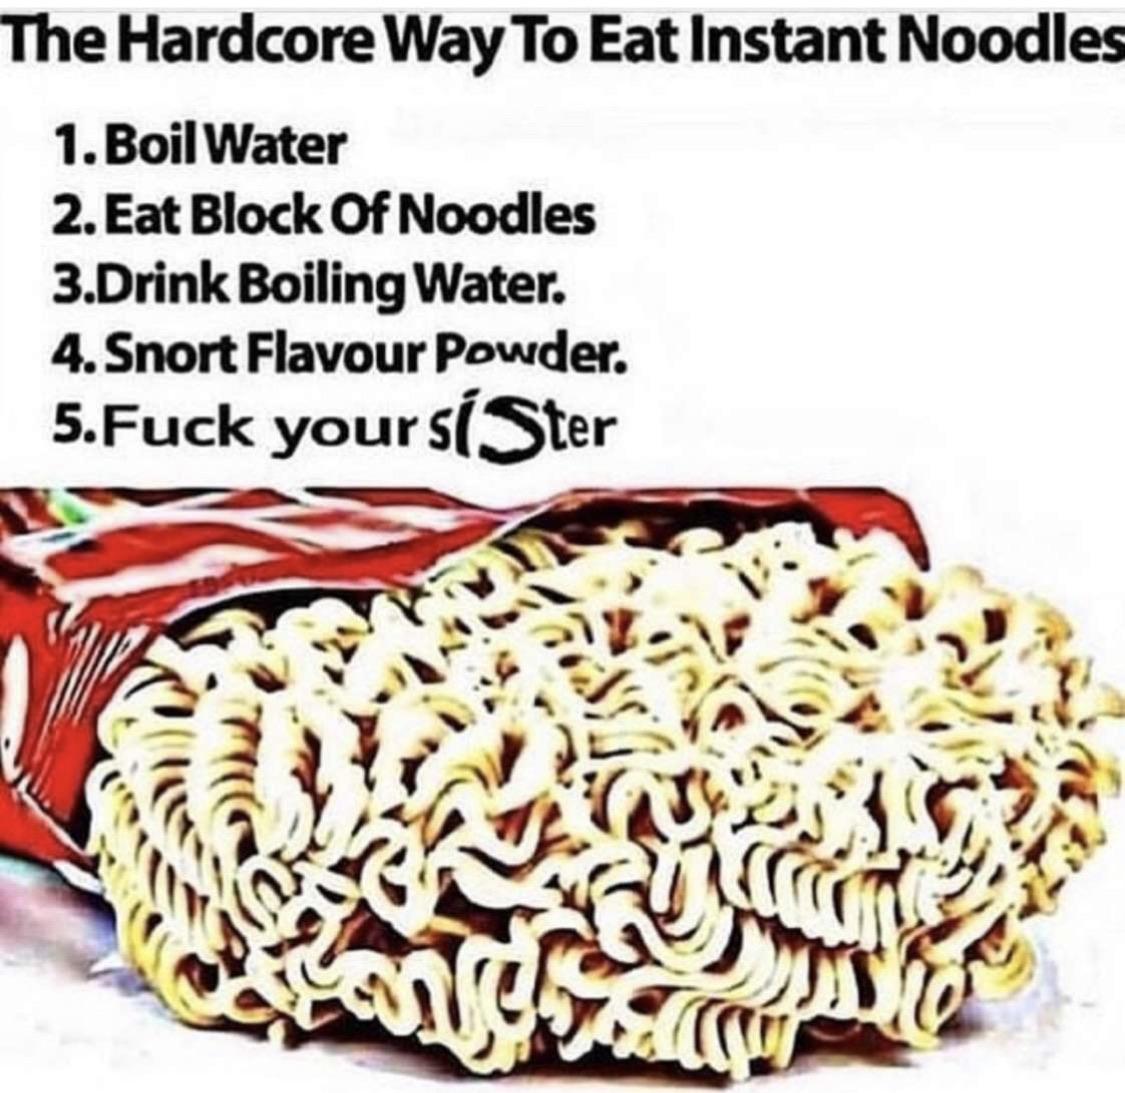 The Hardcore Way To Eat Instant Noodles
1. Boil Water
2. Eat Block Of Noodles
3.Drink Boiling Water.
4. Snort Flavour Powder.
5.Fuck your síSter